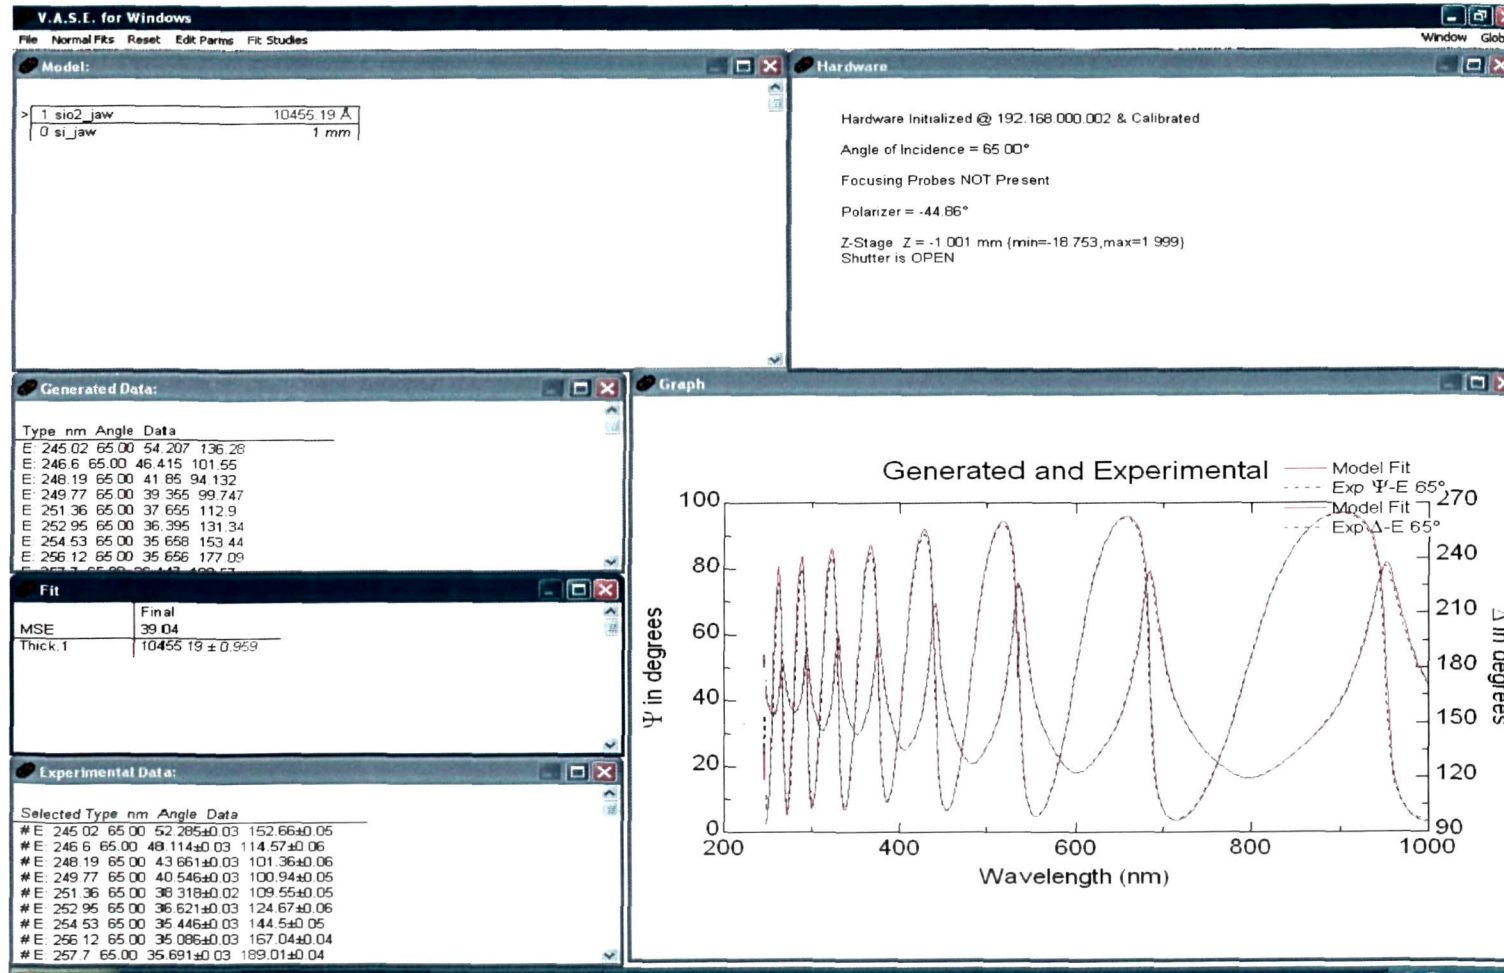 V.A.S.E. for Windows
File Normal Fits Reset Edit Parms Fit Studies
Window Glob
Model:
> 1 sio2_jaw 10455.19 Å
0 si_jaw 1 mm
Hardware
Hardware Initialized @ 192.168.000.002 & Calibrated
Angle of Incidence = 65.00°
Focusing Probes NOT Present
Polarizer = -44.86°
Z-Stage Z = -1.001 mm (min=-18.753,max=1.999)
Shutter is OPEN
Generated Data:
Type nm Angle Data
E: 245.02 65.00 54.207 136.28
E: 246.6 65.00 46.415 101.55
E: 248.19 65.00 41.85 94.132
E: 249.77 65.00 39.355 99.747
E: 251.36 65.00 37.655 112.9
E: 252.95 65.00 36.395 131.34
E: 254.53 65.00 35.658 153.44
E: 256.12 65.00 35.656 177.09
Fit
Final
MSE 39.04
Thick.1 10455.19 ± 0.959
Experimental Data:
Selected Type nm Angle Data
#E: 245.02 65.00 52.285±0.03 152.66±0.05
#E: 246.6 65.00 48.114±0.03 114.57±0.06
#E: 248.19 65.00 43.661±0.03 101.36±0.06
#E: 249.77 65.00 40.546±0.03 100.94±0.05
#E: 251.36 65.00 38.318±0.02 109.55±0.05
#E: 252.95 65.00 36.621±0.03 124.67±0.06
#E: 254.53 65.00 35.446±0.03 144.5±0.05
#E: 256.12 65.00 35.086±0.03 167.04±0.04
#E: 257.7 65.00 35.691±0.03 189.01±0.04
Graph
Generated and Experimental
Model Fit
Exp Ψ-E 65°
Model Fit
Exp Δ-E 65°
Ψ in degrees
100
80
60
40
20
0
270
240
210
180
150
120
90
Δ in degrees
200 400 600 800 1000
Wavelength (nm)